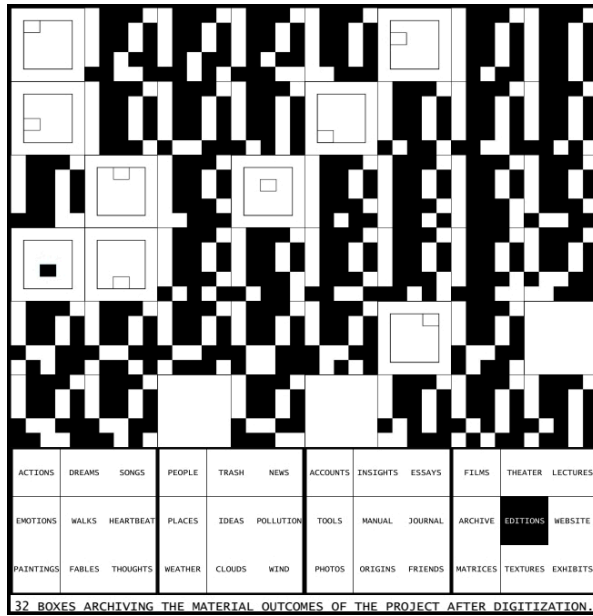 ACTIONS DREAMS SONGS PEOPLE TRASH NEWS ACCOUNTS INSIGHTS ESSAYS FILMS THEATER LECTURES
EMOTIONS WALKS HEARTBEAT PLACES IDEAS POLLUTION TOOLS MANUAL JOURNAL ARCHIVE EDITIONS WEBSITE
PAINTINGS FABLES THOUGHTS WEATHER CLOUDS WIND PHOTOS ORIGINS FRIENDS MATRICES TEXTURES EXHIBITS
32 BOXES ARCHIVING THE MATERIAL OUTCOMES OF THE PROJECT AFTER DIGITIZATION.